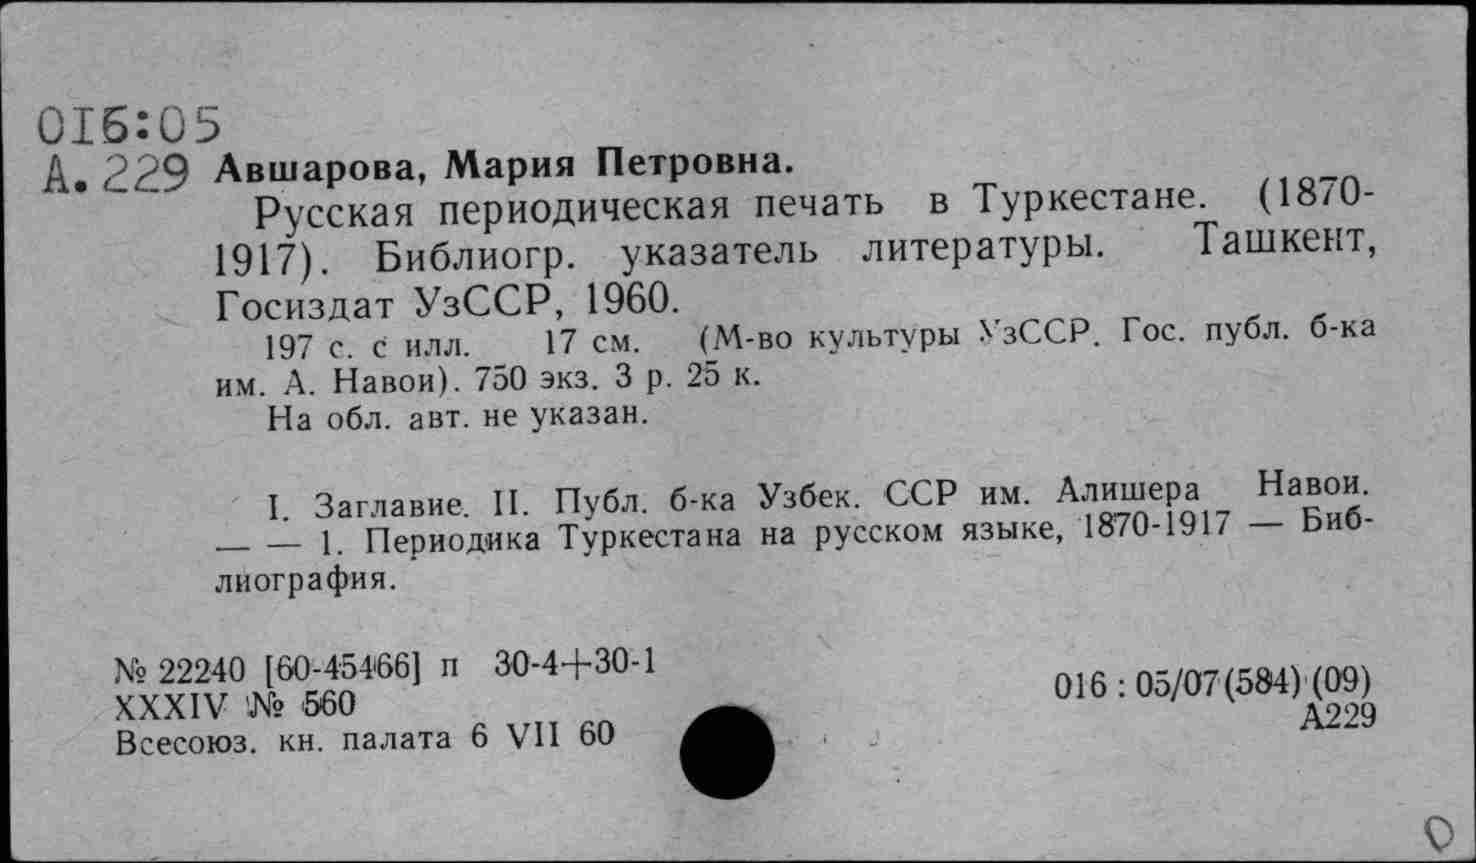 016:05
А.229 Авшарова, Мария Петровна.
Русская периодическая печать в Туркестане. (1870-
1917). Библиогр. указатель литературы. Ташкент,
Госиздат УзССР, 1960.
197 с. с илл. 17 см. (М-во культуры УзССР. Гос. публ. б-ка
им. А. Навои). 750 экз. 3 р. 25 к.
На обл. авт. не указан.
I. Заглавие. II. Публ. б-ка Узбек. ССР им. Алишера Навои.
— — 1. Периодика Туркестана на русском языке, 1870-1917 — Биб-
лиография.
№ 22240 [60-45466] п 30-4+30-1
XXXIV № 560
Всесоюз. кн. палата 6 VII 60
016 : 05/07(584) (09)
А229